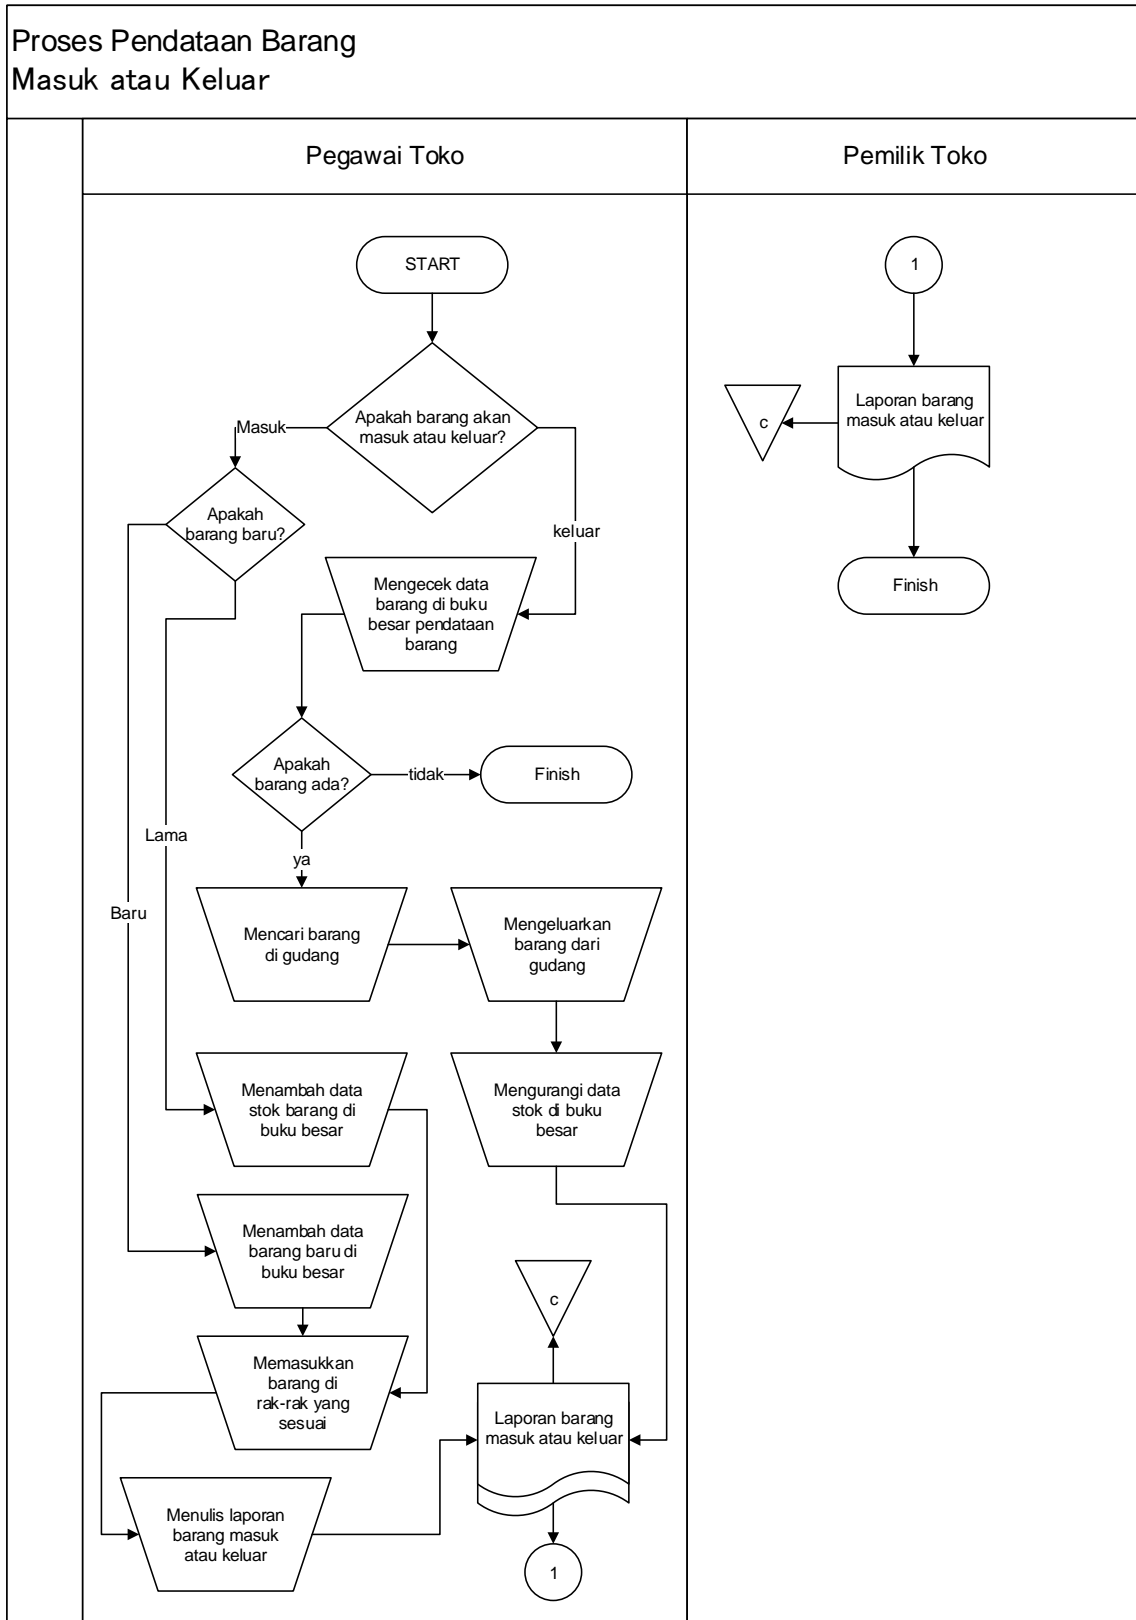 Proses Pendataan Barang
Masuk atau Keluar
Pegawai Toko
Pemilik Toko
START
1
Apakah barang akan
masuk atau keluar?
Laporan barang
masuk atau keluar
c
Masuk
Apakah
barang baru?
keluar
Mengecek data
barang di buku
besar pendataan
barang
Finish
Apakah
barang ada?
tidak
Finish
Lama
ya
Baru
Mencari barang
di gudang
Mengeluarkan
barang dari
gudang
Menambah data
stok barang di
buku besar
Mengurangi data
stok di buku
besar
Menambah data
barang baru di
buku besar
c
Memasukkan
barang di
rak-rak yang
sesuai
Laporan barang
masuk atau keluar
Menulis laporan
barang masuk
atau keluar
1